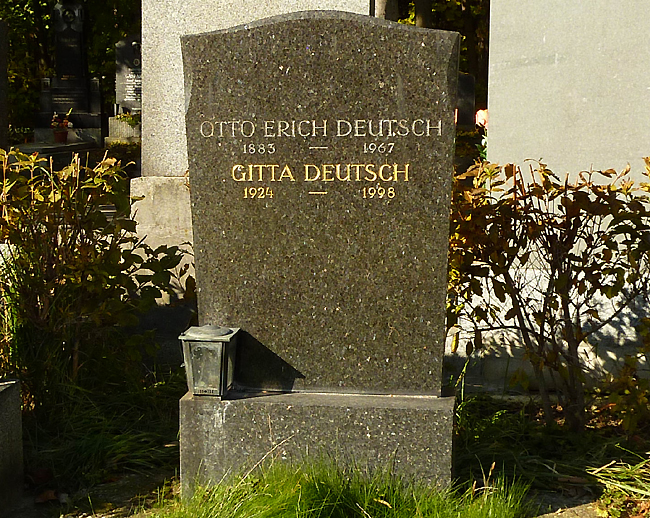 OTTO ERICH DEUTSCH
1883 — 1967
GITTA DEUTSCH
1924 — 1998